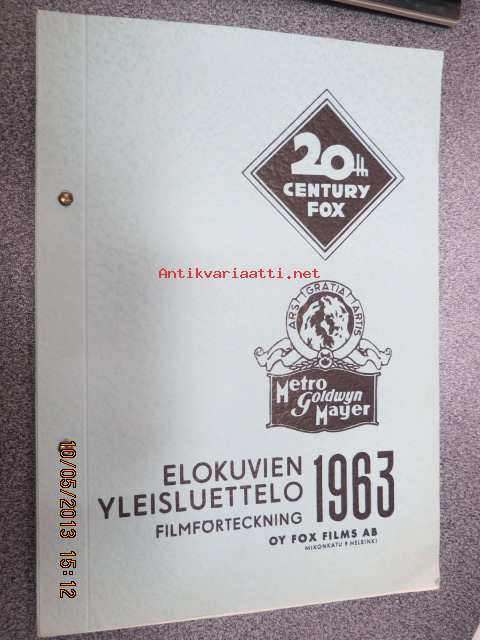 20th
CENTURY
FOX
Antikvariaatti.net
ARS GRATIA ARTIS
Metro
Goldwyn
Mayer
ELOKUVIEN
YLEISLUETTELO
FILMFÖRTECKNING
1963
OY FOX FILMS AB
MIKONKATU 9 HELSINKI
10/05/2013 15:12